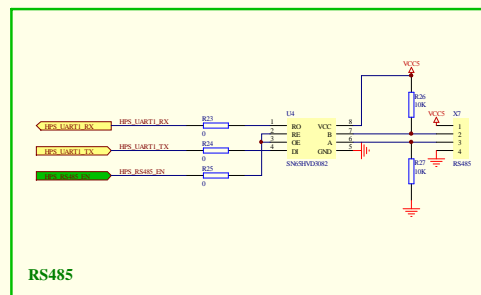 VCC5
R26
10K
U4
X7
VCC5
HPS_UART1_RX HPS_UART1_RX R23 0 1 RO VCC 8 1
2 RE B 7 2
HPS_UART1_TX HPS_UART1_TX R24 0 3 OE A 6 3
4 DI GND 5 4
HPS_RS485_EN HPS_RS485_EN R25 0
SN65HVD3082
R27
10K
RS485
RS485